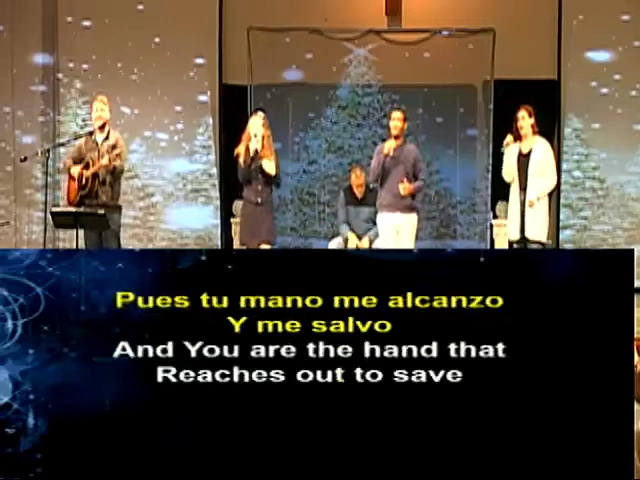 Pues tu mano me alcanzo
Y me salvo
And You are the hand that
Reaches out to save